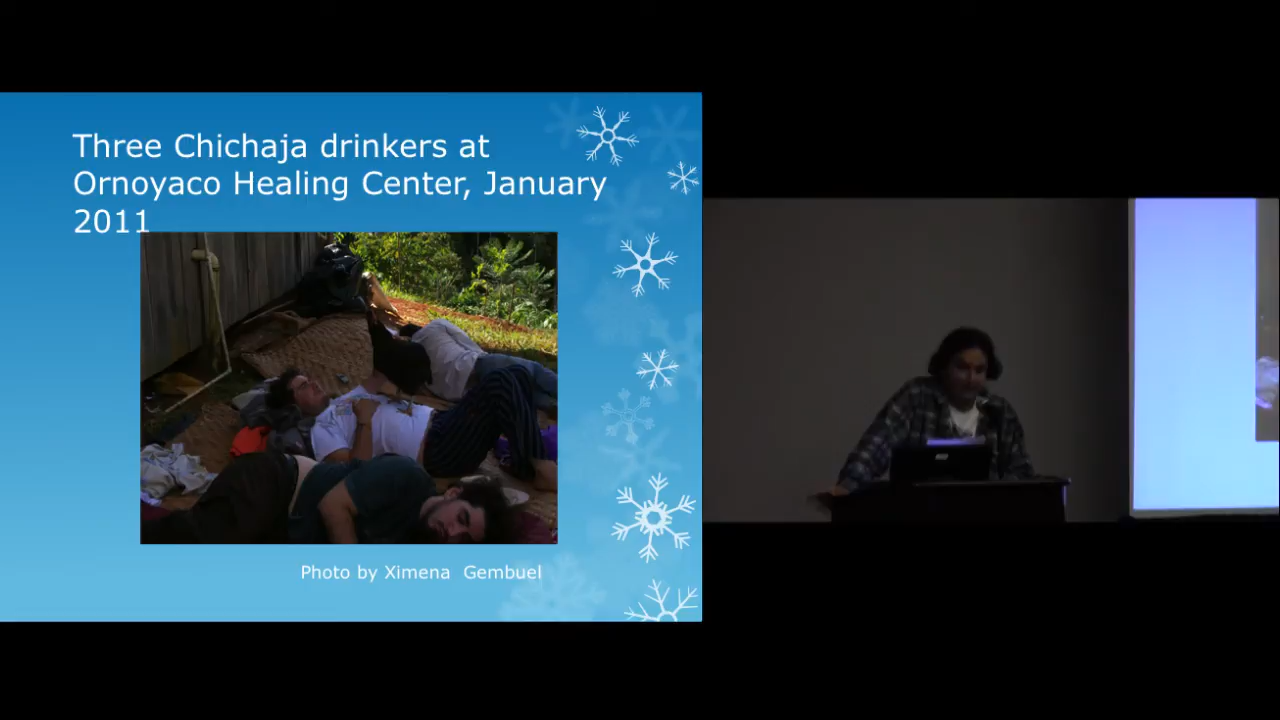 Three Chichaja drinkers at
Ornoyaco Healing Center, January
2011
Photo by Ximena  Gembuel